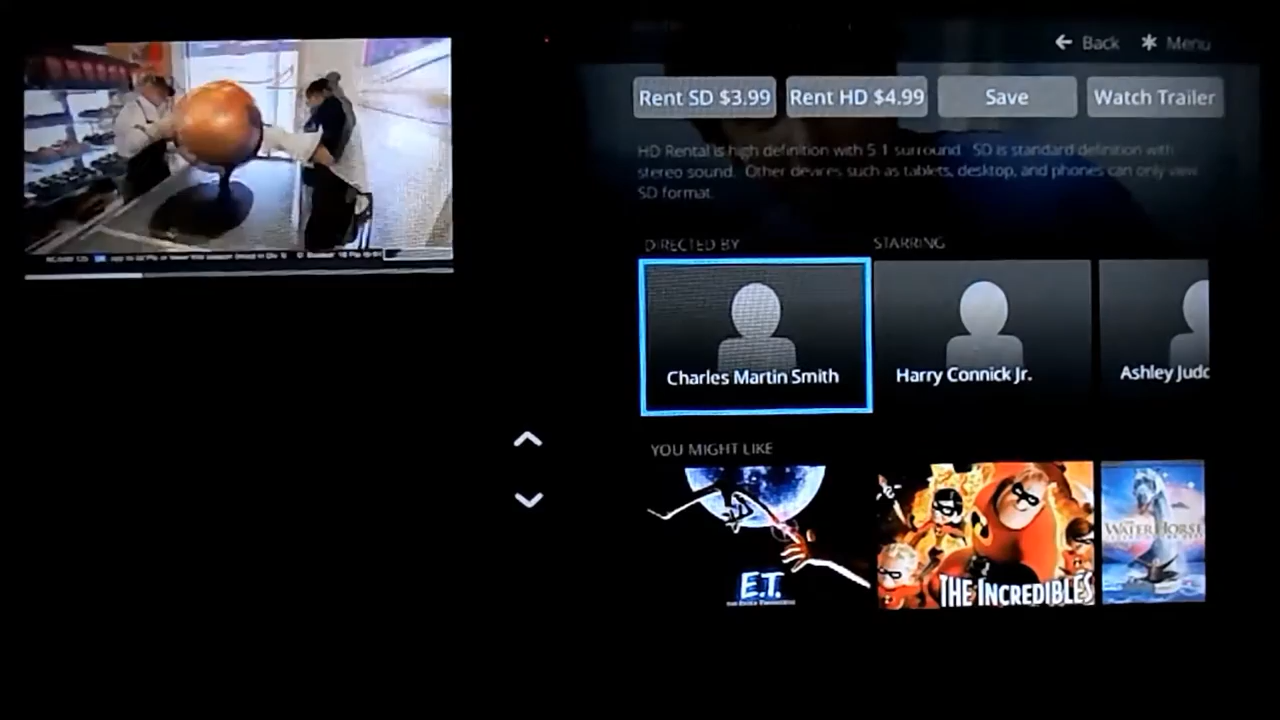 Back
Menu
Rent SD $3.99
Rent HD $4.99
Save
Watch Trailer
HD Rental is high definition with 5.1 surround. SD is standard definition with
stereo sound. Other devices such as tablets, desktop, and phones can only view
SD format.
DIRECTED BY
STARRING
Charles Martin Smith
Harry Connick Jr.
Ashley Judd
YOU MIGHT LIKE
E.T.
THE INCREDIBLES
WATER HORSE